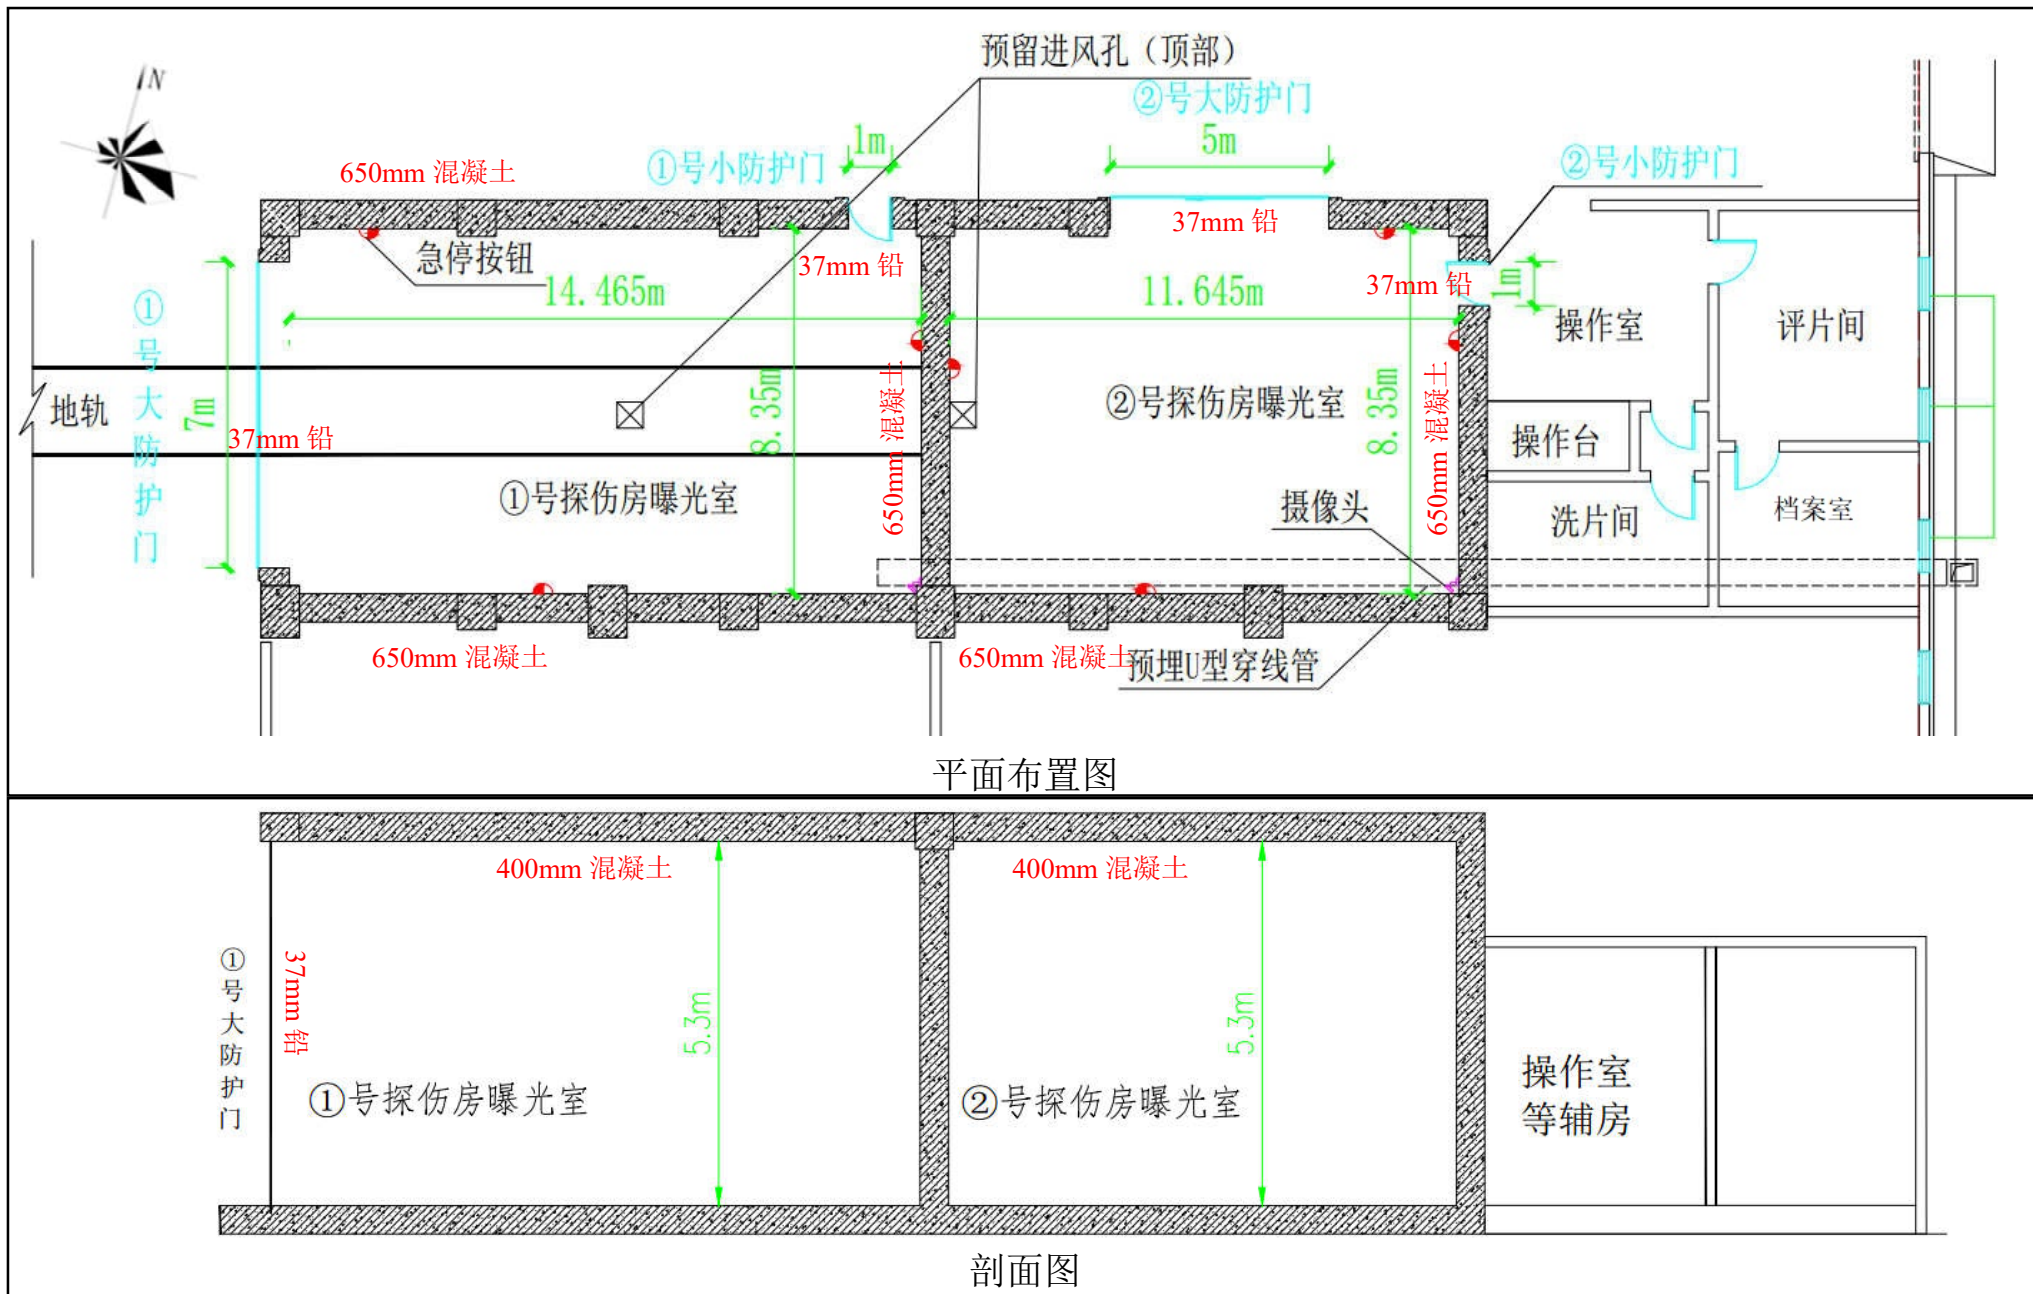 预留进风孔（顶部）
N
②号大防护门
1m
5m
①号小防护门
②号小防护门
650mm 混凝土
37mm 铅
急停按钮
37mm 铅
37mm 铅
1m
14.465m
11.645m
①号大防护门
7m
地轨
37mm 铅
8.35m
650mm 混凝土
②号探伤房曝光室
8.35m
650mm 混凝土
操作室
评片间
操作台
①号探伤房曝光室
摄像头
洗片间
档案室
650mm 混凝土
650mm 混凝土
预埋U型穿线管
平面布置图
400mm 混凝土
400mm 混凝土
①号大防护门
37mm 铅
5.3m
5.3m
①号探伤房曝光室
②号探伤房曝光室
操作室
等辅房
剖面图